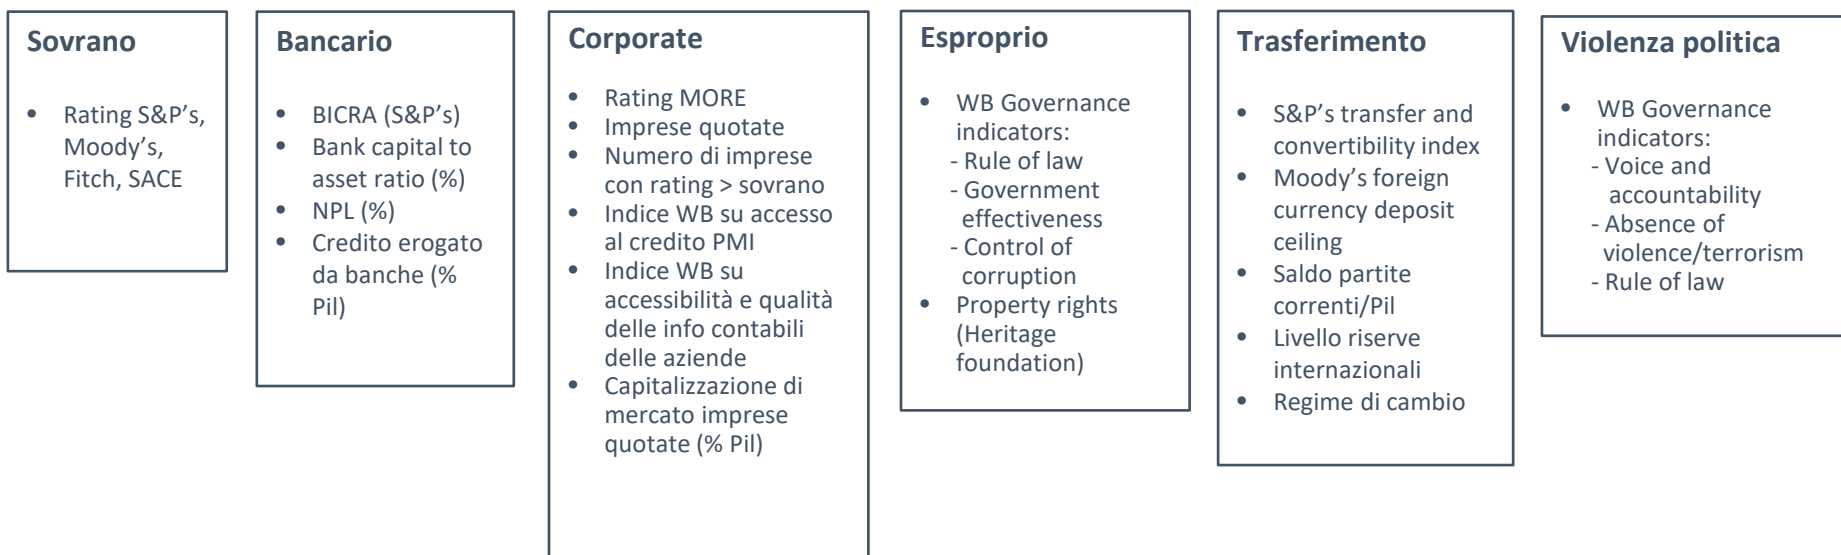 Sovrano
• Rating S&P’s,
Moody’s,
Fitch, SACE
Bancario
• BICRA (S&P’s)
• Bank capital to
asset ratio (%)
• NPL (%)
• Credito erogato
da banche (%
Pil)
Corporate
• Rating MORE
• Imprese quotate
• Numero di imprese
con rating > sovrano
• Indice WB su accesso
al credito PMI
• Indice WB su
accessibilità e qualità
delle info contabili
delle aziende
• Capitalizzazione di
mercato imprese
quotate (% Pil)
Esproprio
• WB Governance
indicators:
- Rule of law
- Government
effectiveness
- Control of
corruption
• Property rights
(Heritage
foundation)
Trasferimento
• S&P’s transfer and
convertibility index
• Moody’s foreign
currency deposit
ceiling
• Saldo partite
correnti/Pil
• Livello riserve
internazionali
• Regime di cambio
Violenza politica
• WB Governance
indicators:
- Voice and
accountability
- Absence of
violence/terrorism
- Rule of law